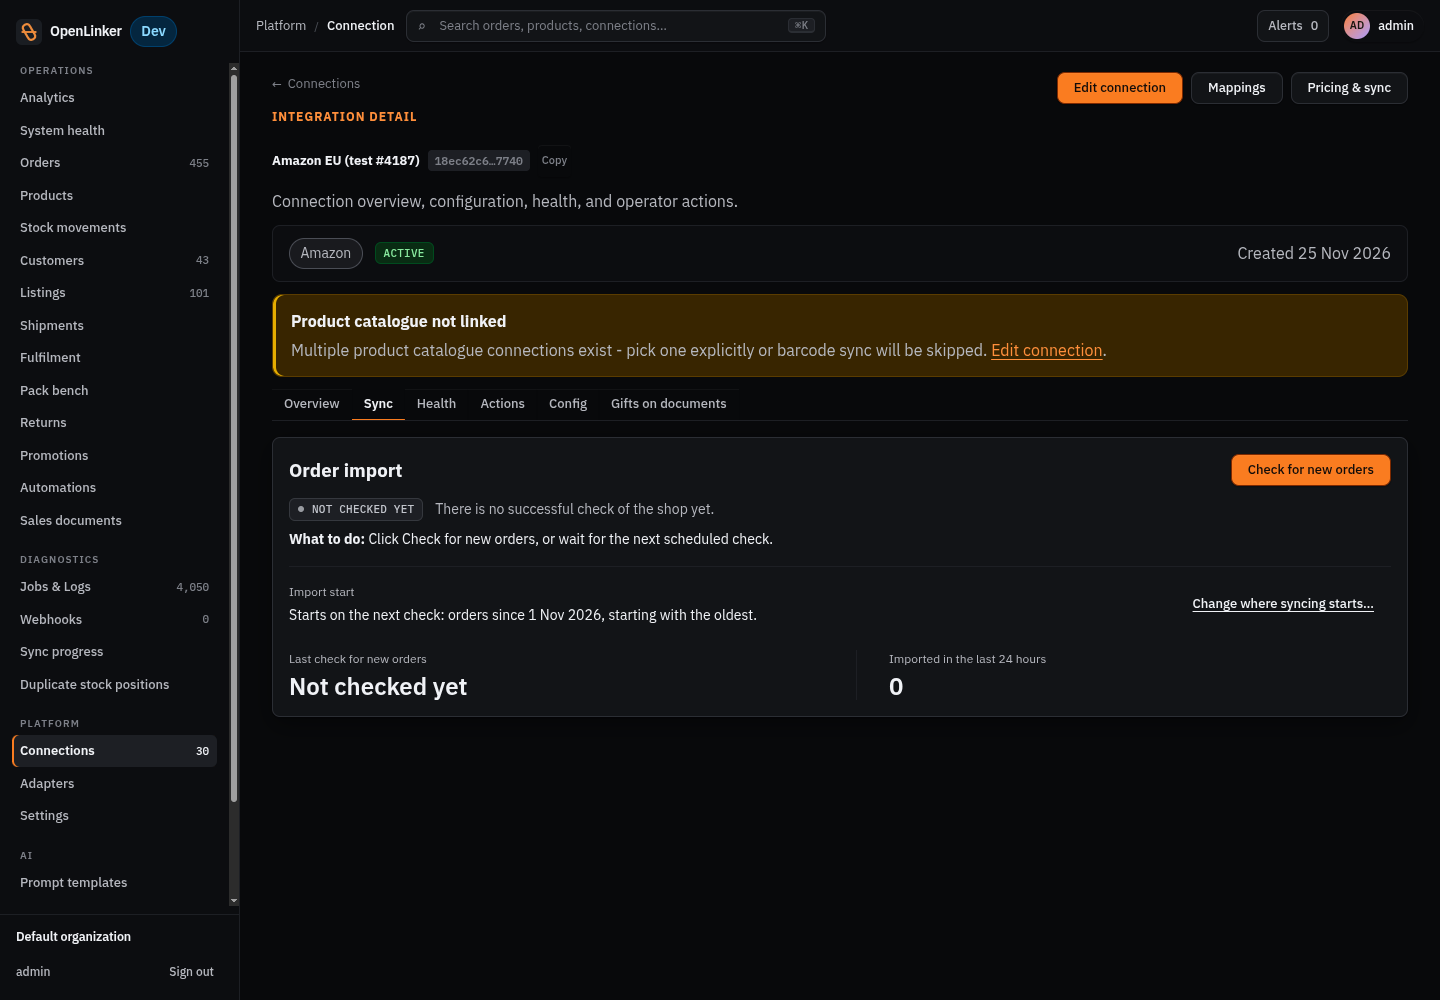 OpenLinker Dev
OPERATIONS
Analytics
System health
Orders 455
Products
Stock movements
Customers 43
Listings 101
Shipments
Fulfilment
Pack bench
Returns
Promotions
Automations
Sales documents
DIAGNOSTICS
Jobs & Logs 4,050
Webhooks 0
Sync progress
Duplicate stock positions
PLATFORM
Connections 30
Adapters
Settings
AI
Prompt templates
Default organization
admin Sign out
Platform / Connection
Search orders, products, connections... ⌘K
Alerts 0
AD admin
← Connections
Edit connection
Mappings
Pricing & sync
INTEGRATION DETAIL
Amazon EU (test #4187) 18ec62c6…7740 Copy
Connection overview, configuration, health, and operator actions.
Amazon ACTIVE Created 25 Nov 2026
Product catalogue not linked
Multiple product catalogue connections exist - pick one explicitly or barcode sync will be skipped. Edit connection.
Overview Sync Health Actions Config Gifts on documents
Order import
Check for new orders
NOT CHECKED YET There is no successful check of the shop yet.
What to do: Click Check for new orders, or wait for the next scheduled check.
Import start
Starts on the next check: orders since 1 Nov 2026, starting with the oldest.
Change where syncing starts...
Last check for new orders
Not checked yet
Imported in the last 24 hours
0